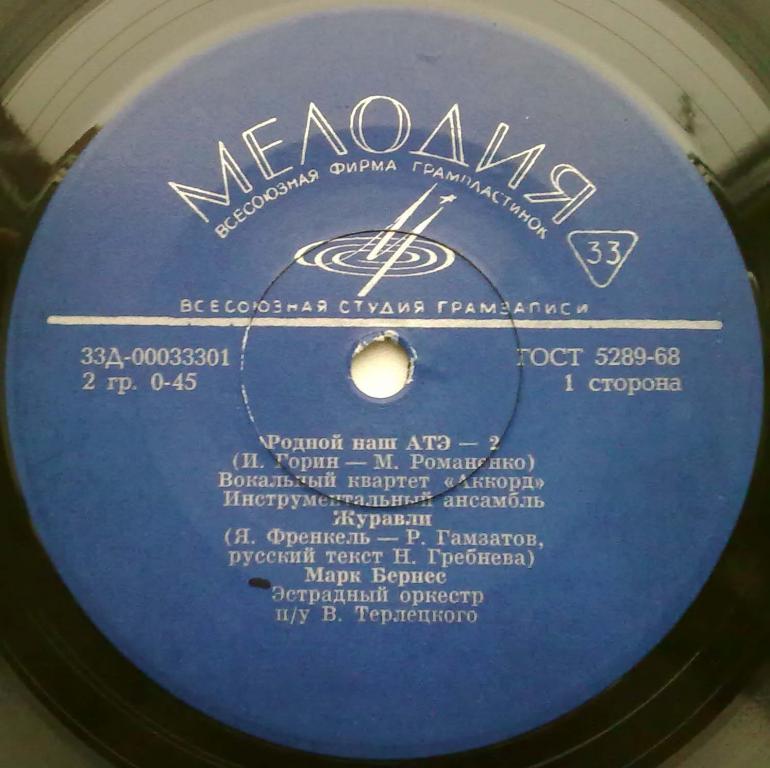 МЕЛОДИЯ
ВСЕСОЮЗНАЯ ФИРМА ГРАМПЛАСТИНОК
33
ВСЕСОЮЗНАЯ СТУДИЯ ГРАМЗАПИСИ
33Д-00033301 ГОСТ 5289-68
2 гр. 0-45 1 сторона
Родной наш АТЭ — 2
(И. Горин — М. Романенко)
Вокальный квартет «Аккорд»
Инструментальный ансамбль
Журавли
(Я. Френкель — Р. Гамзатов,
русский текст Н. Гребнева)
Марк Бернес
Эстрадный оркестр
п/у В. Терлецкого